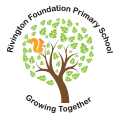 Rivington Foundation Primary School
Growing Together